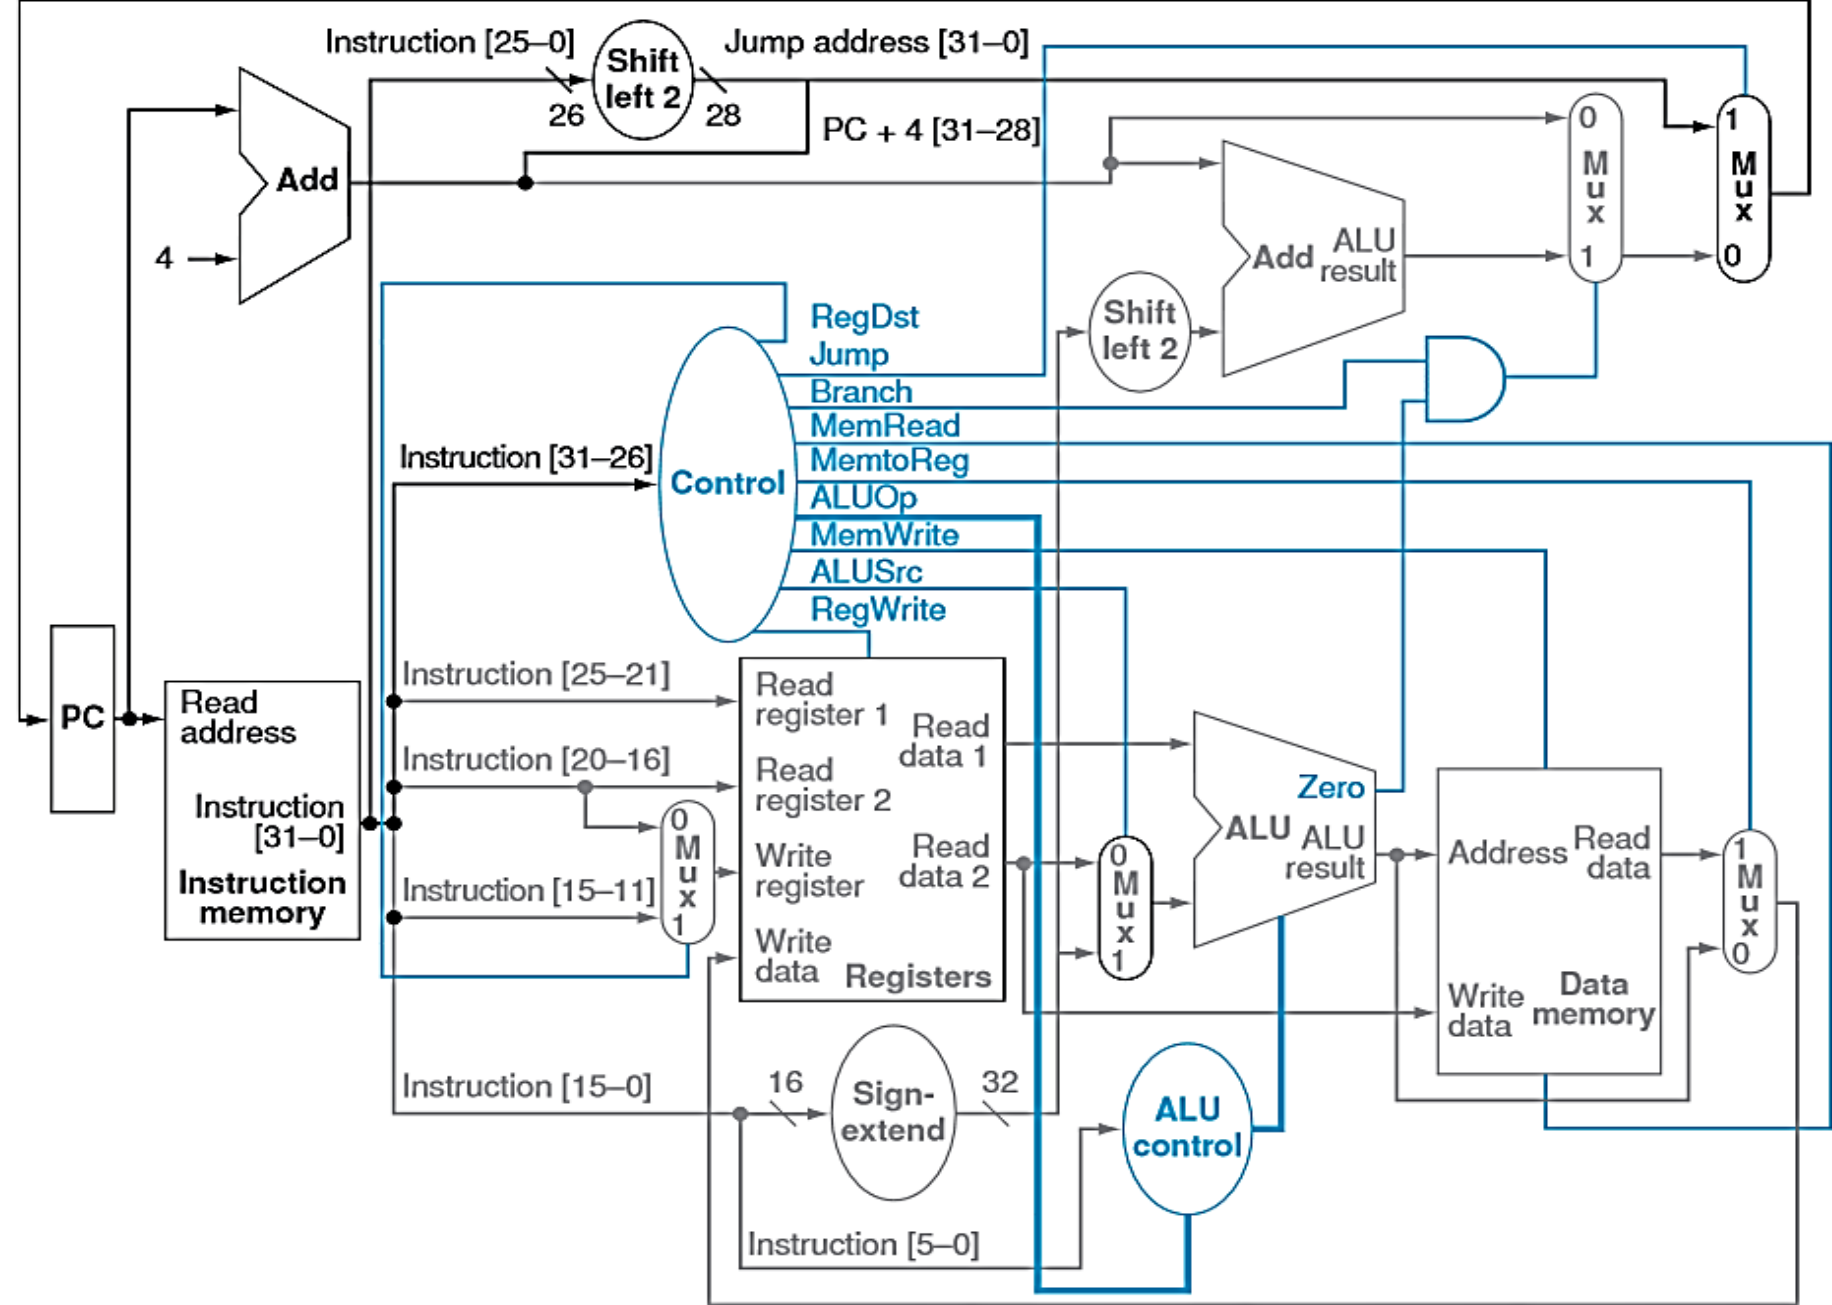 Instruction [25–0]
Shift
left 2
Jump address [31–0]
26
28
PC + 4 [31–28]
Add
4
0
M
u
x
1
1
M
u
x
0
Add
ALU
result
Shift
left 2
RegDst
Jump
Branch
MemRead
MemtoReg
ALUOp
MemWrite
ALUSrc
RegWrite
Instruction [31–26]
Control
PC
Read
address
Instruction
[31–0]
Instruction
memory
Instruction [25–21]
Instruction [20–16]
Instruction [15–11]
0
M
u
x
1
Read
register 1
Read
register 2
Write
register
Write
data
Read
data 1
Read
data 2
Registers
0
M
u
x
1
Zero
ALU
ALU
result
Address
Read
data
Write
data
Data
memory
1
M
u
x
0
Instruction [15–0]
16
Sign-
extend
32
ALU
control
Instruction [5–0]